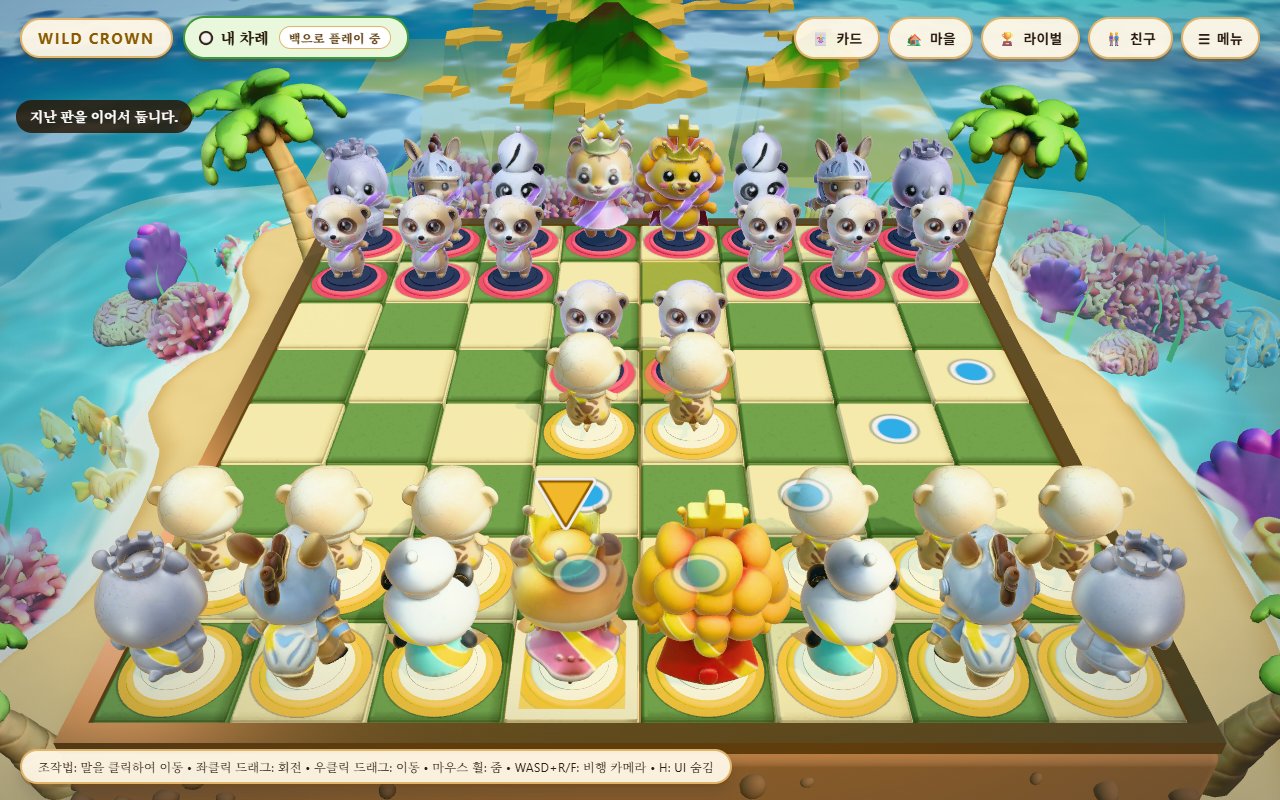 WILD CROWN
내 차례
백으로 플레이 중
카드
마을
라이벌
친구
☰ 메뉴
지난 판을 이어서 둡니다.
조작법: 말을 클릭하여 이동 • 좌클릭 드래그: 회전 • 우클릭 드래그: 이동 • 마우스 휠: 줌 • WASD+R/F: 비행 카메라 • H: UI 숨김